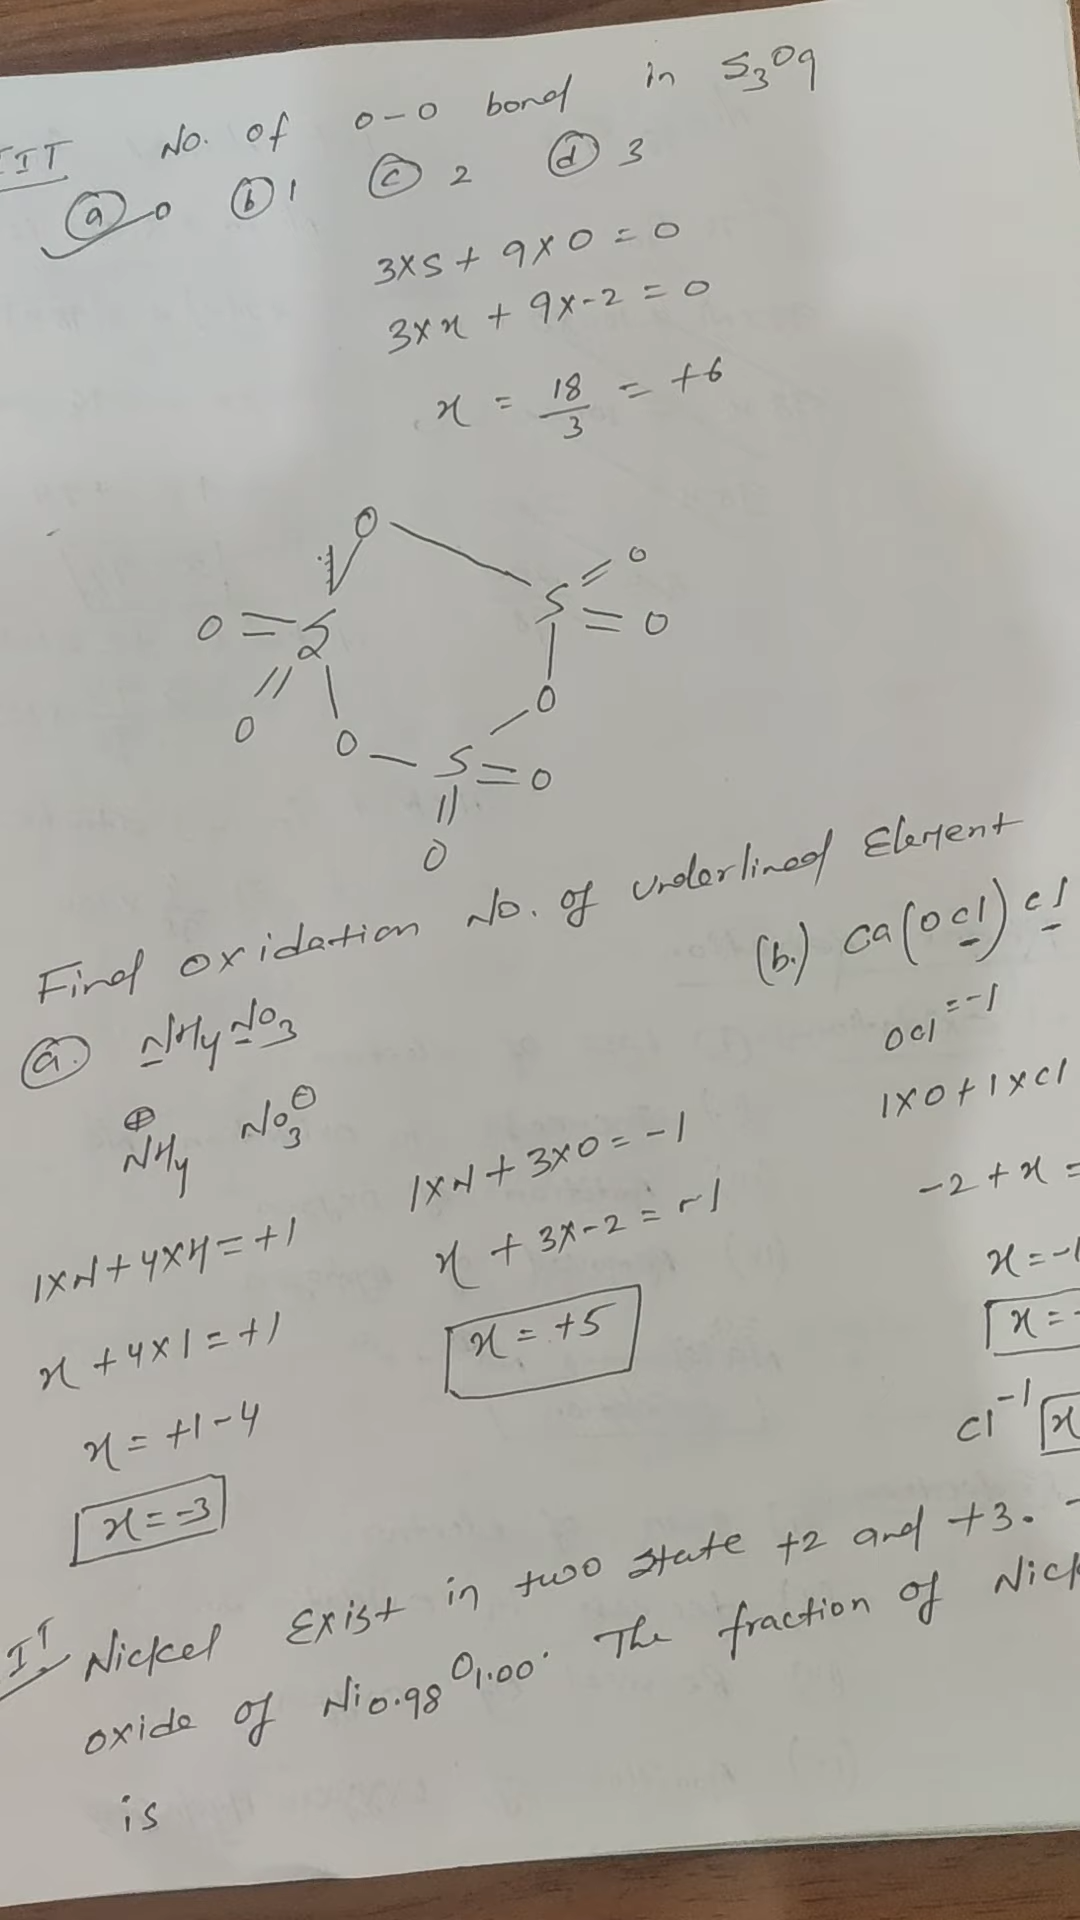 IIT No. of O-O bond in S3O9
(a) 0 (b) 1 (c) 2 (d) 3
3×S + 9×O = 0
3×x + 9×-2 = 0
x = 18/3 = +6
O
O = S
S = O
= O
O
O
O - S = O
O
Find oxidation No. of underlined Element
(a.) NH4NO3 (b.) Ca(OCl)Cl
OCl = -1
NH4⊕ NO3⊖
1×O + 1×Cl
1×N + 4×H = +1 1×N + 3×O = -1
-2 + x =
x + 4×1 = +1 x + 3×-2 = -1
x = -1
x = +1-4 x = +5
x =
x = -3
Cl-1 x
Nickel Exist in two state +2 and +3.
oxide of Ni0.98O1.00. The fraction of Nick
is